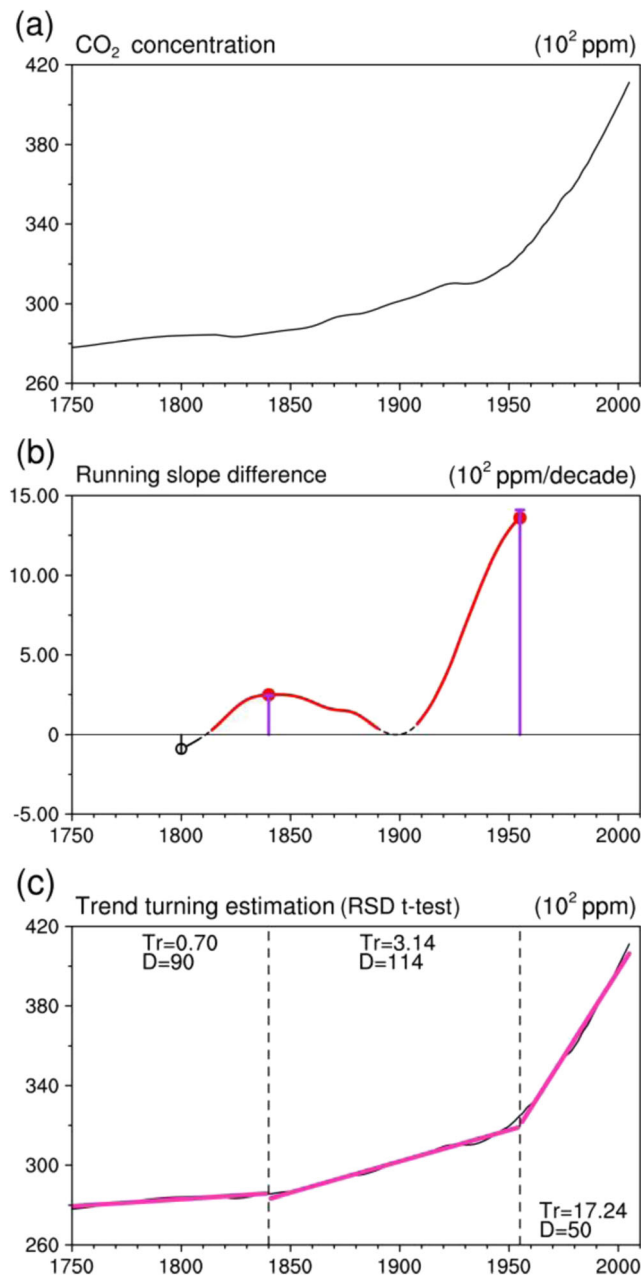 (a)
CO₂ concentration (10² ppm)
420
380
340
300
260
1750 1800 1850 1900 1950 2000
(b)
Running slope difference (10² ppm/decade)
15.00
10.00
5.00
0
-5.00
1750 1800 1850 1900 1950 2000
(c)
Trend turning estimation (RSD t-test) (10² ppm)
420
Tr=0.70 Tr=3.14
D=90 D=114
380
340
300
Tr=17.24
D=50
260
1750 1800 1850 1900 1950 2000